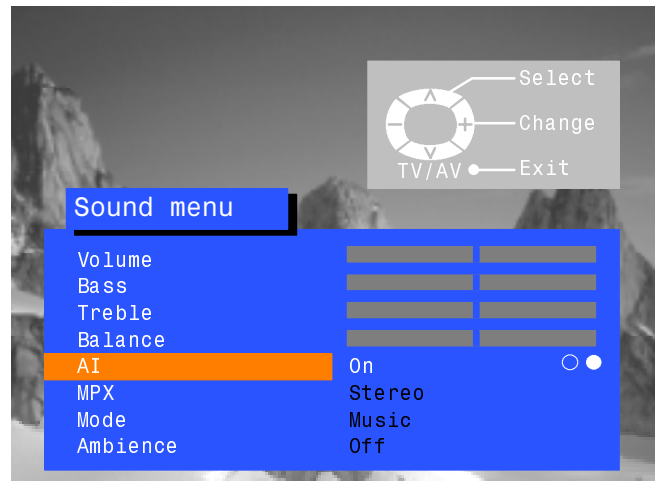 Select
Change
TV/AV Exit
Sound menu
Volume
Bass
Treble
Balance
AI On
MPX Stereo
Mode Music
Ambience Off